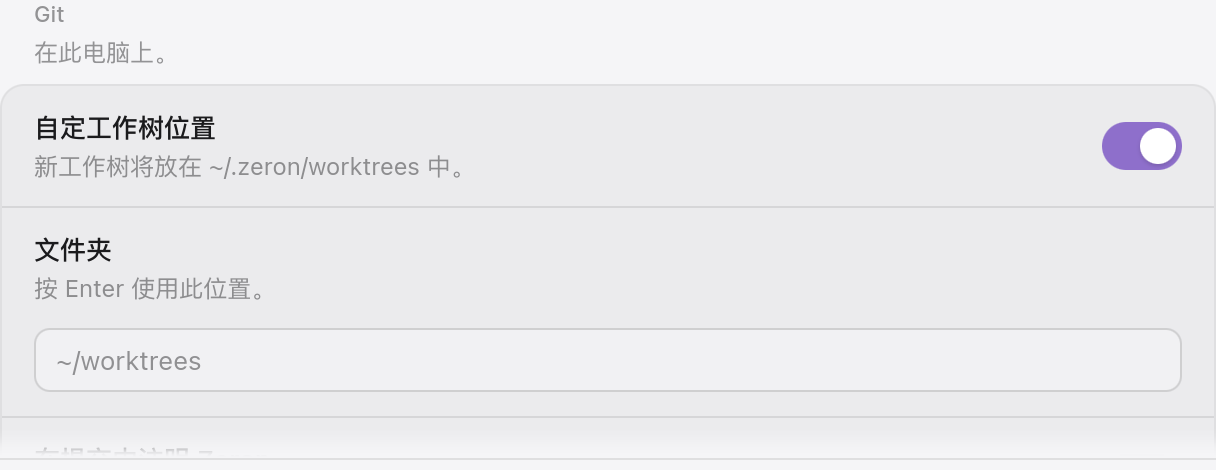 Git
在此电脑上。
自定工作树位置
新工作树将放在 ~/.zeron/worktrees 中。
文件夹
按 Enter 使用此位置。
~/worktrees